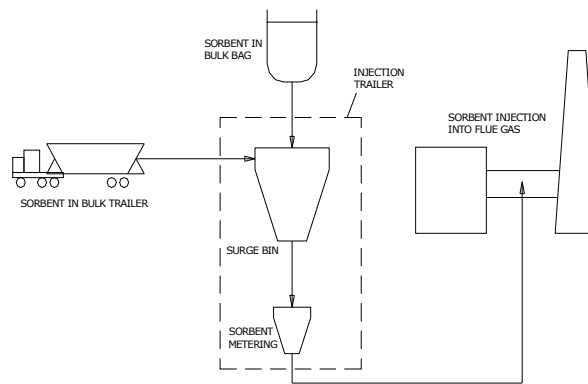 SORBENT IN
BULK BAG
INJECTION
TRAILER
SORBENT INJECTION
INTO FLUE GAS
SORBENT IN BULK TRAILER
SURGE BIN
SORBENT
METERING